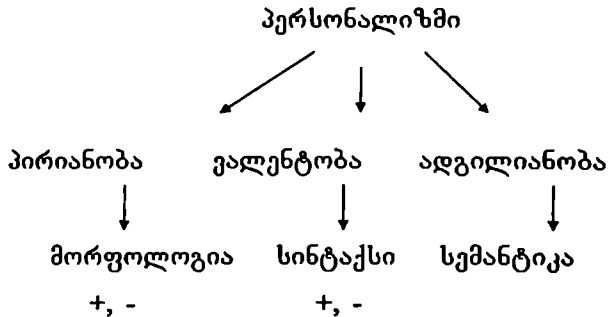 პერსონალიზმი
პირიანობა ვალენტობა ადგილიანობა
მორფოლოგია სინტაქსი სემანტიკა
+, - +, -